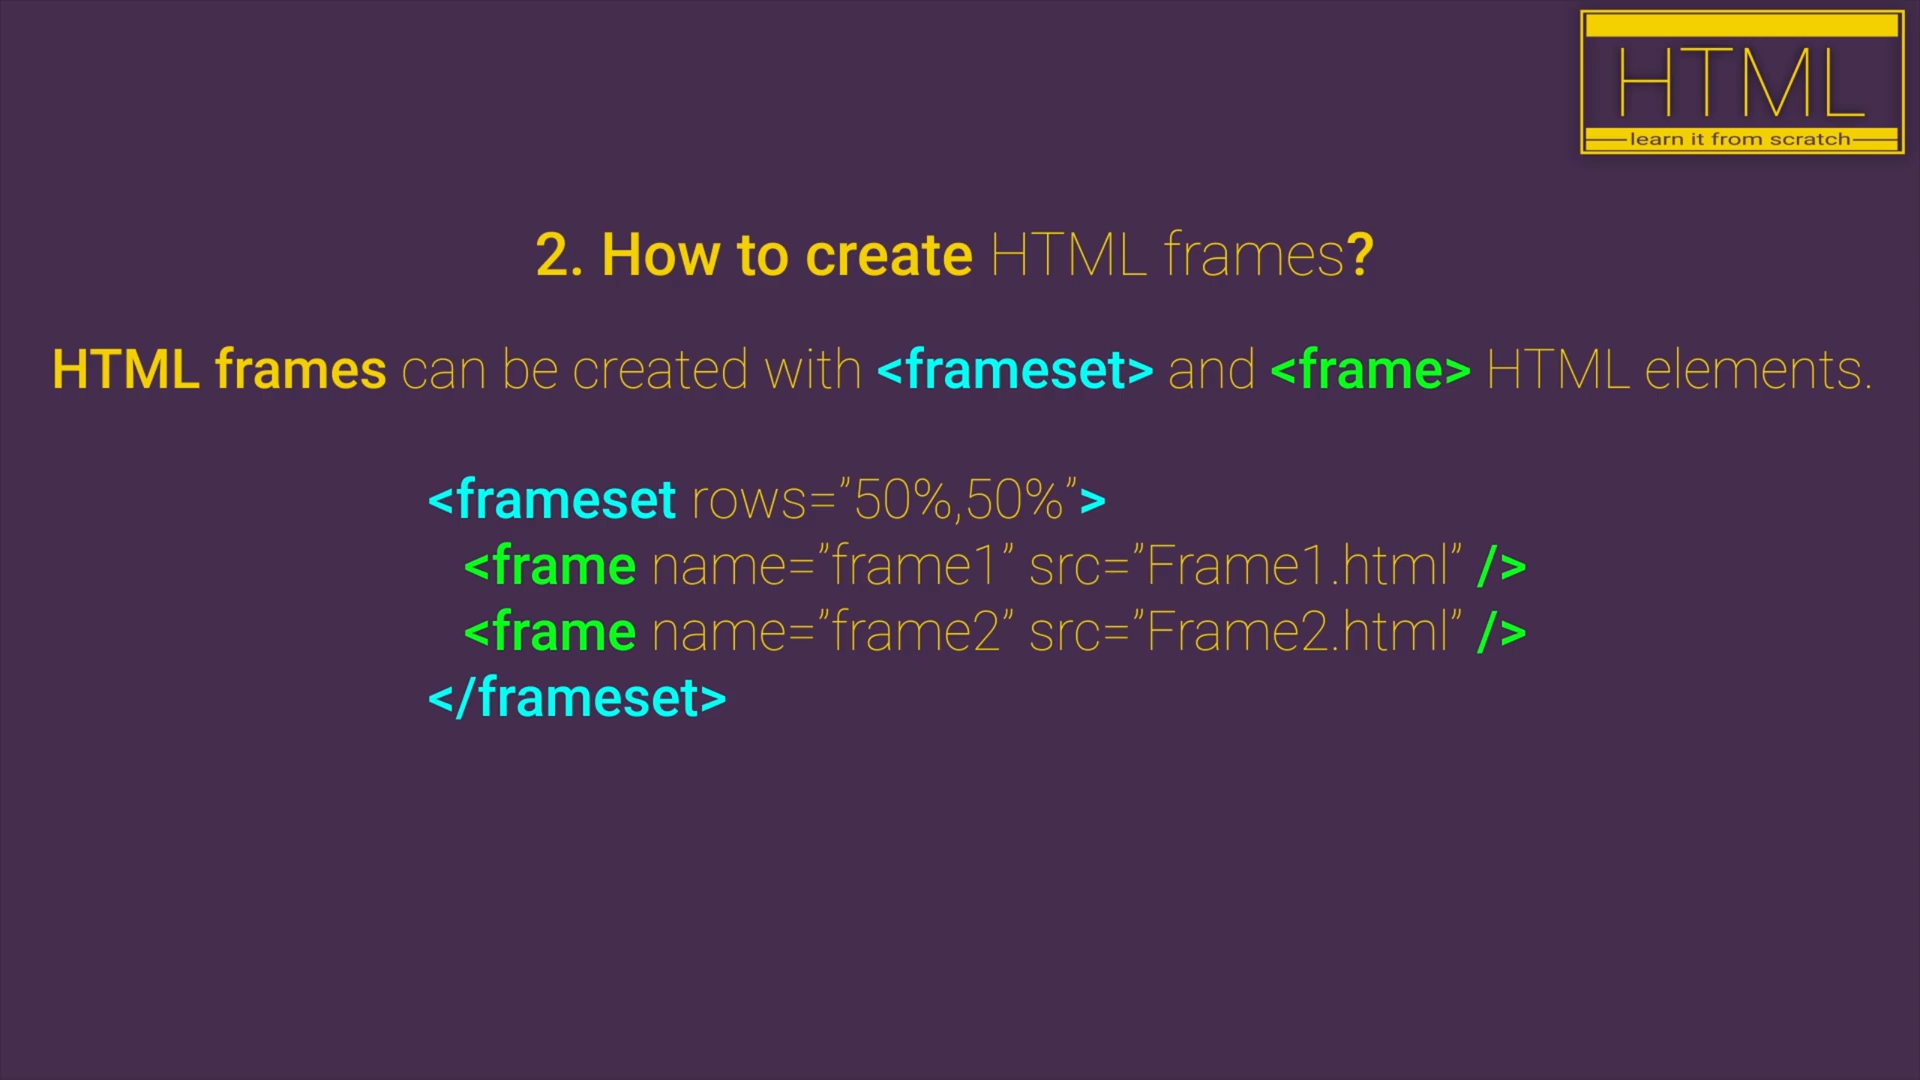 HTML
learn it from scratch
2. How to create HTML frames?
HTML frames can be created with <frameset> and <frame> HTML elements.
<frameset rows=”50%,50%”>
<frame name=”frame1” src=”Frame1.html” />
<frame name=”frame2” src=”Frame2.html” />
</frameset>